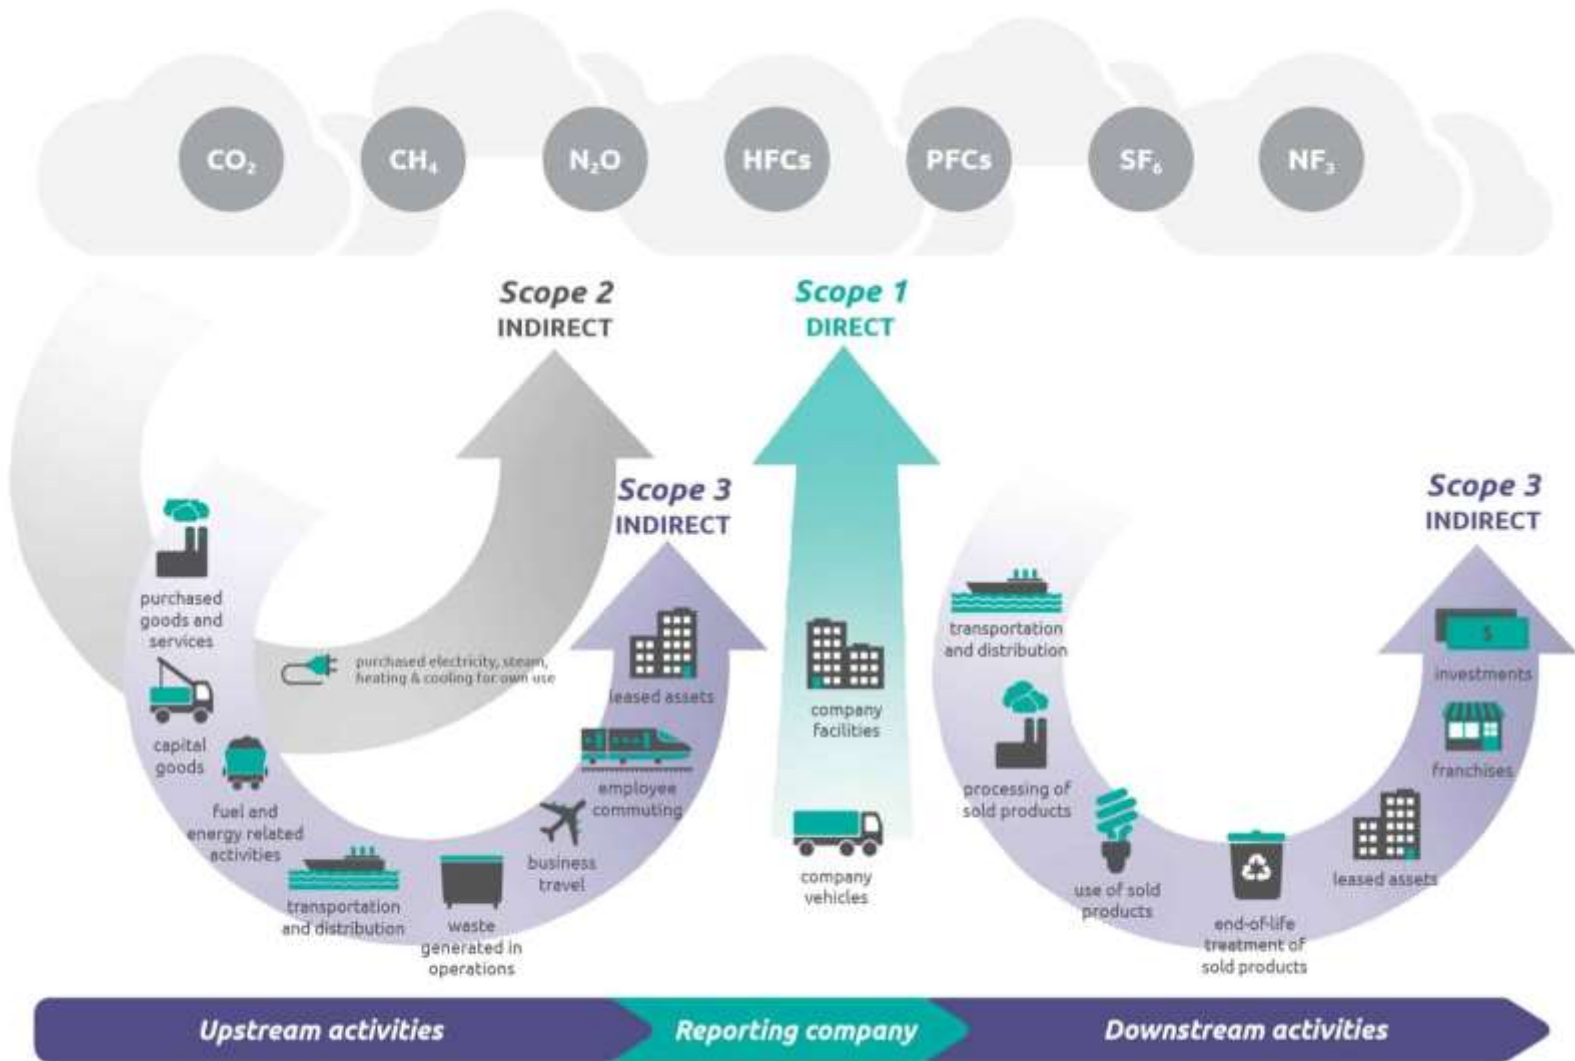 CO₂
CH₄
N₂O
HFCs
PFCs
SF₆
NF₃
Scope 2
INDIRECT
Scope 1
DIRECT
Scope 3
INDIRECT
Scope 3
INDIRECT
purchased
goods and
services
capital
goods
fuel and
energy related
activities
transportation
and distribution
waste
generated in
operations
business
travel
employee
commuting
leased assets
purchased electricity, steam,
heating & cooling for own use
company
facilities
company
vehicles
transportation
and distribution
processing of
sold products
use of sold
products
end-of-life
treatment of
sold products
leased assets
franchises
$
investments
Upstream activities
Reporting company
Downstream activities